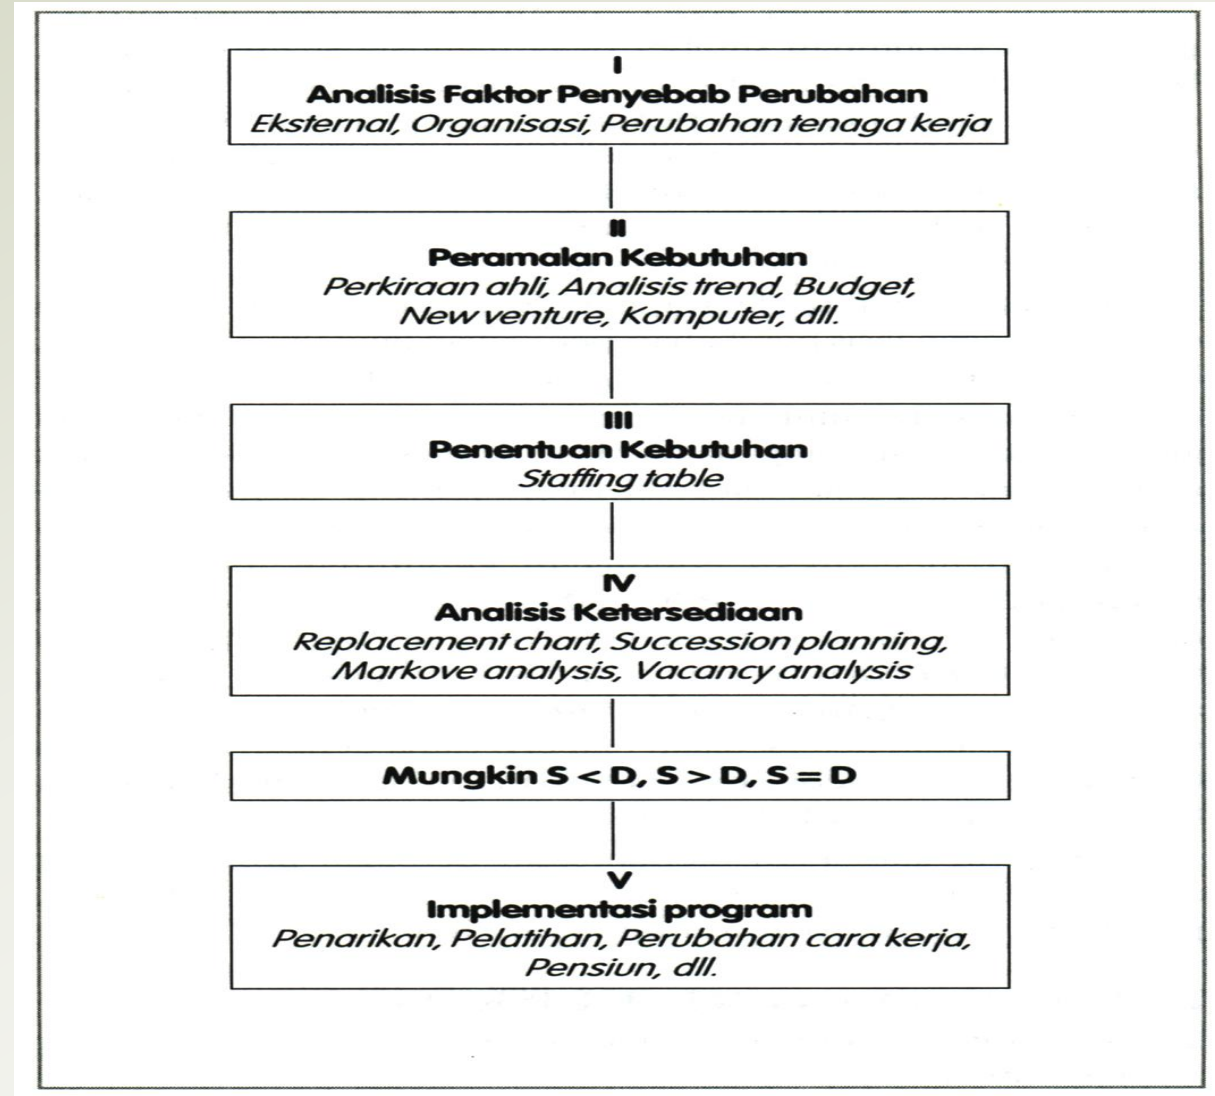 I
Analisis Faktor Penyebab Perubahan
Eksternal, Organisasi, Perubahan tenaga kerja
II
Peramalan Kebutuhan
Perkiraan ahli, Analisis trend, Budget,
New venture, Komputer, dll.
III
Penentuan Kebutuhan
Staffing table
IV
Analisis Ketersediaan
Replacement chart, Succession planning,
Markove analysis, Vacancy analysis
Mungkin S < D, S > D, S = D
V
Implementasi program
Penarikan, Pelatihan, Perubahan cara kerja,
Pensiun, dll.